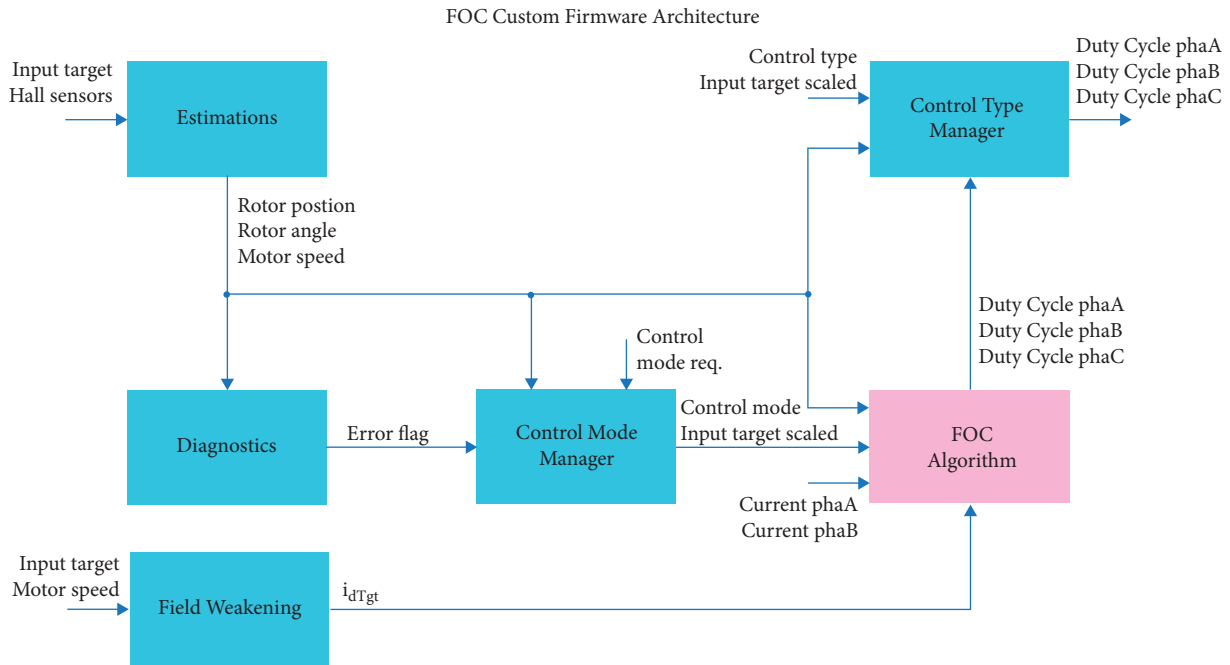 FOC Custom Firmware Architecture
Input target
Hall sensors
Estimations
Control type
Input target scaled
Control Type
Manager
Duty Cycle phaA
Duty Cycle phaB
Duty Cycle phaC
Rotor postion
Rotor angle
Motor speed
Duty Cycle phaA
Duty Cycle phaB
Duty Cycle phaC
Control
mode req.
Diagnostics
Error flag
Control Mode
Manager
Control mode
Input target scaled
FOC
Algorithm
Current phaA
Current phaB
Input target
Motor speed
Field Weakening
idTgt